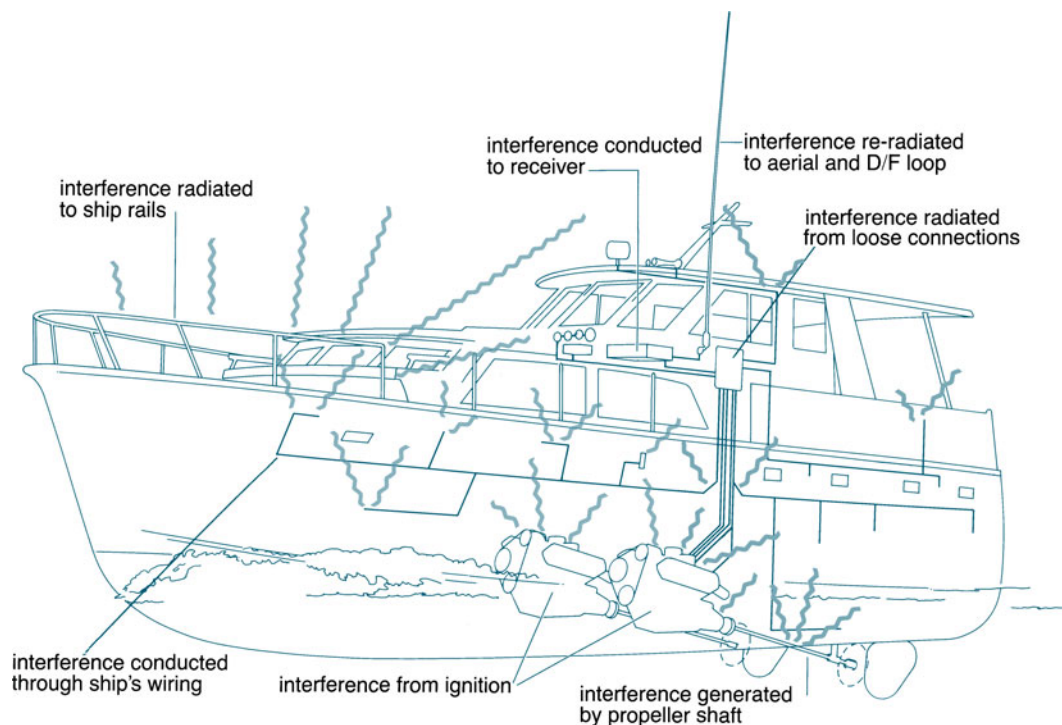 interference conducted
to receiver
interference re-radiated
to aerial and D/F loop
interference radiated
to ship rails
interference radiated
from loose connections
interference conducted
through ship's wiring
interference from ignition
interference generated
by propeller shaft